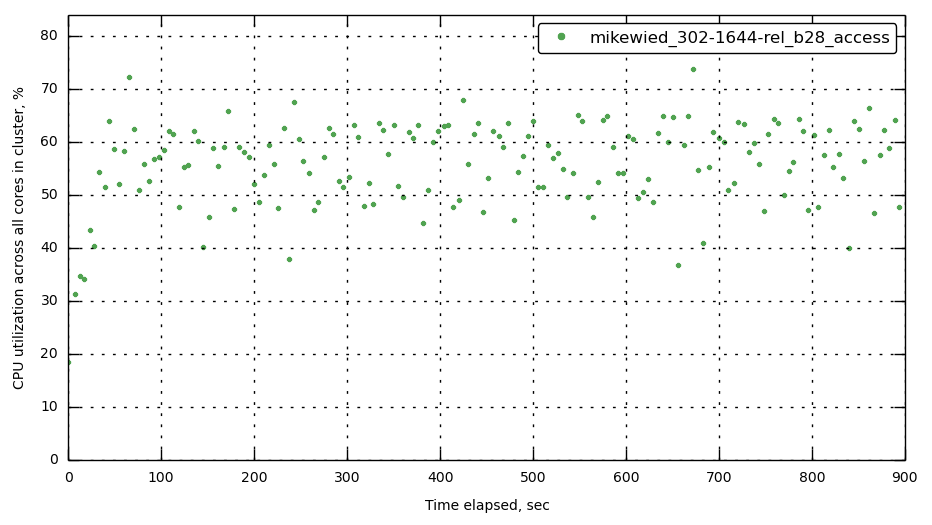 mikewied_302-1644-rel_b28_access
CPU utilization across all cores in cluster, %
80
70
60
50
40
30
20
10
0
0 100 200 300 400 500 600 700 800 900
Time elapsed, sec